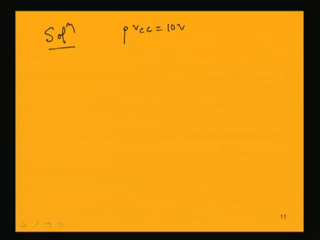 Solⁿ
ρ Vcc = 10V
11